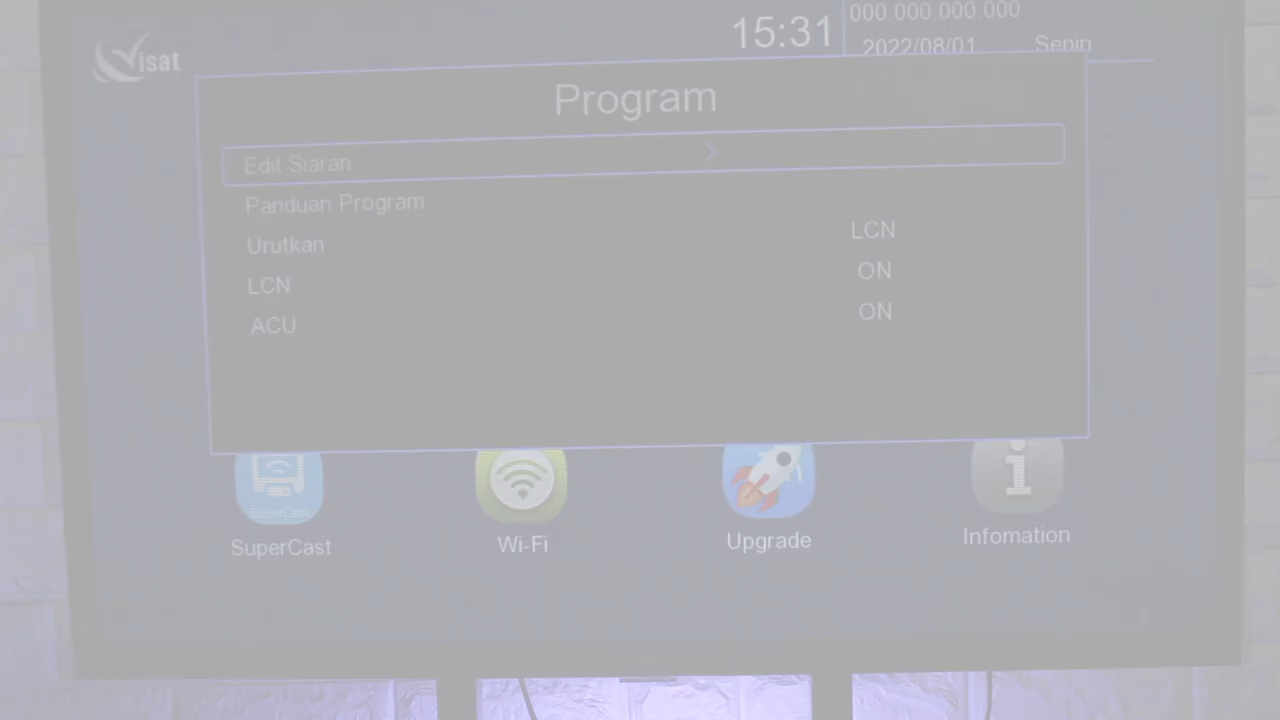 Visat
15:31
000.000.000.000
2022/08/01 Senin
Program
Edit Siaran >
Panduan Program
Urutkan LCN
LCN ON
ACU ON
SuperCast
Wi-Fi
Upgrade
Infomation